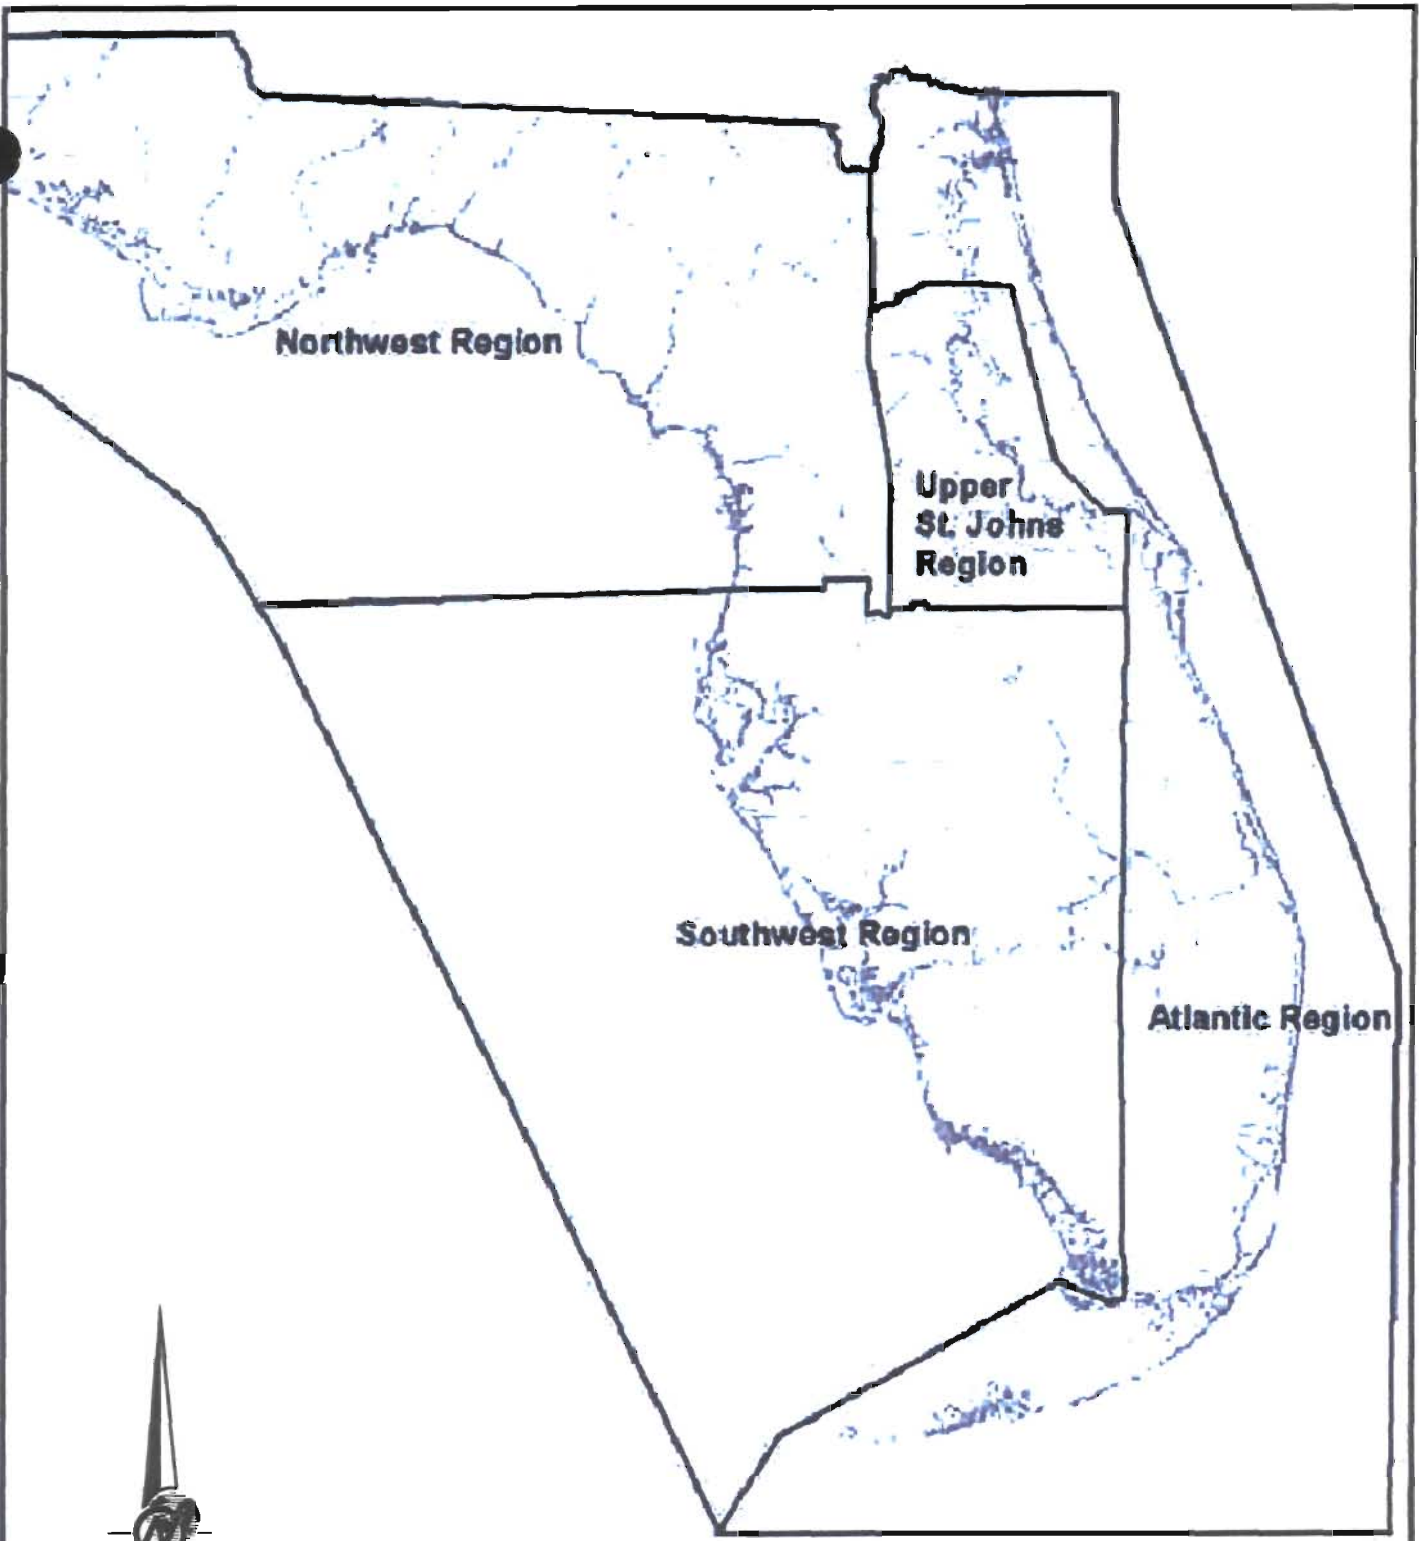 Northwest Region
Upper
St. Johns
Region
Southwest Region
Atlantic Region